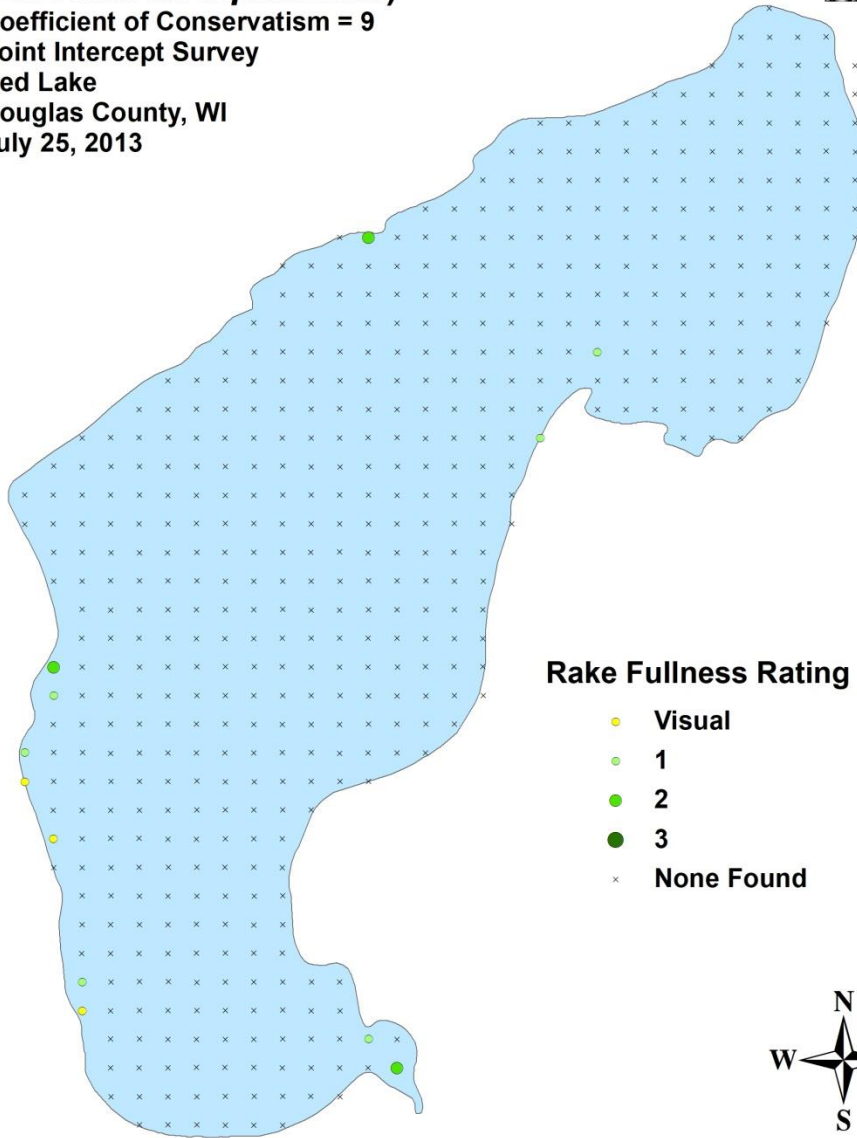 oefficient of Conservatism = 9
oint Intercept Survey
ed Lake
ouglas County, WI
uly 25, 2013
Rake Fullness Rating
Visual
1
2
3
None Found
N
W
S